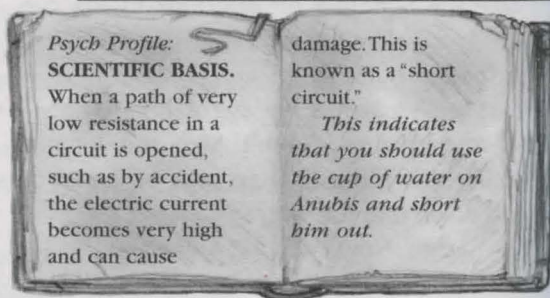 Psych Profile:
SCIENTIFIC BASIS.
When a path of very
low resistance in a
circuit is opened,
such as by accident,
the electric current
becomes very high
and can cause
damage. This is
known as a “short
circuit.”
This indicates
that you should use
the cup of water on
Anubis and short
him out.